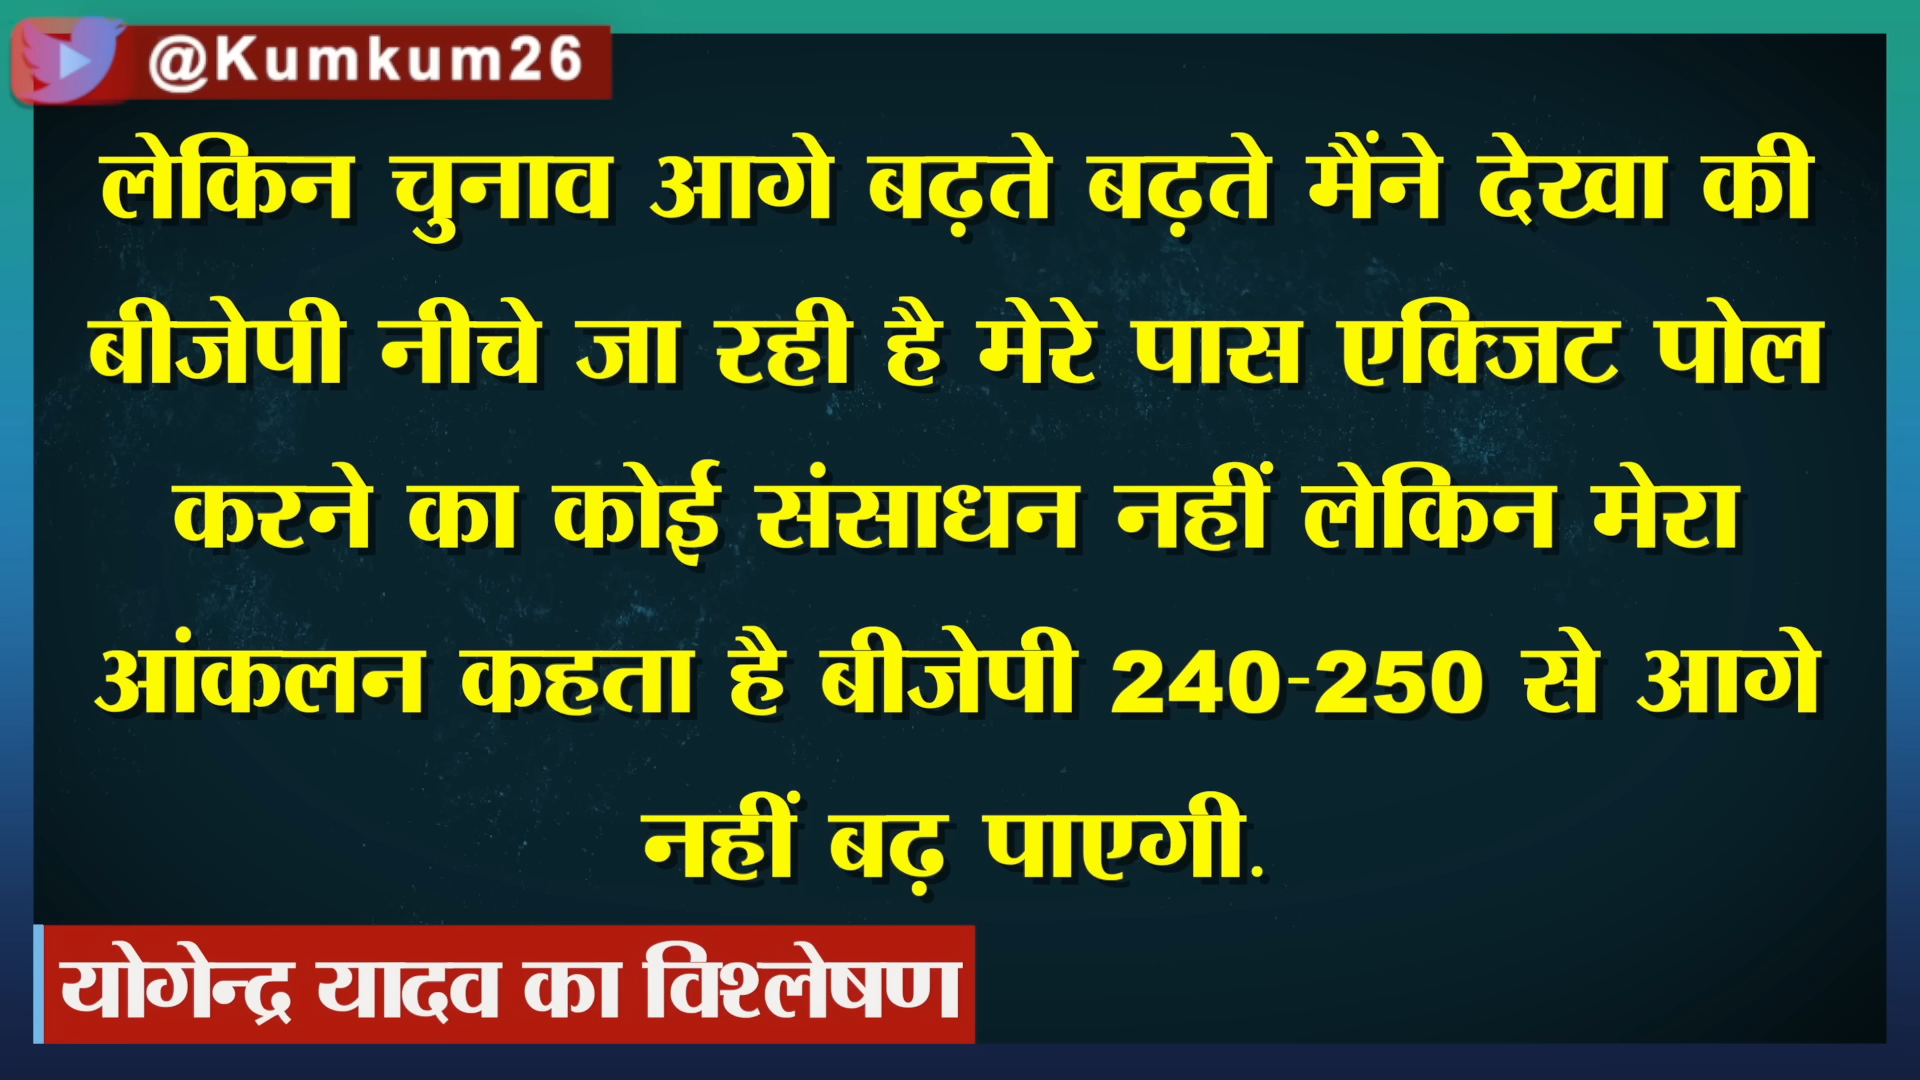 @Kumkum26
लेकिन चुनाव आगे बढ़ते बढ़ते मैंने देखा की
बीजेपी नीचे जा रही है मेरे पास एक्जिट पोल
करने का कोई संसाधन नहीं लेकिन मेरा
आंकलन कहता है बीजेपी 240-250 से आगे
नहीं बढ़ पाएगी.
योगेन्द्र यादव का विश्लेषण